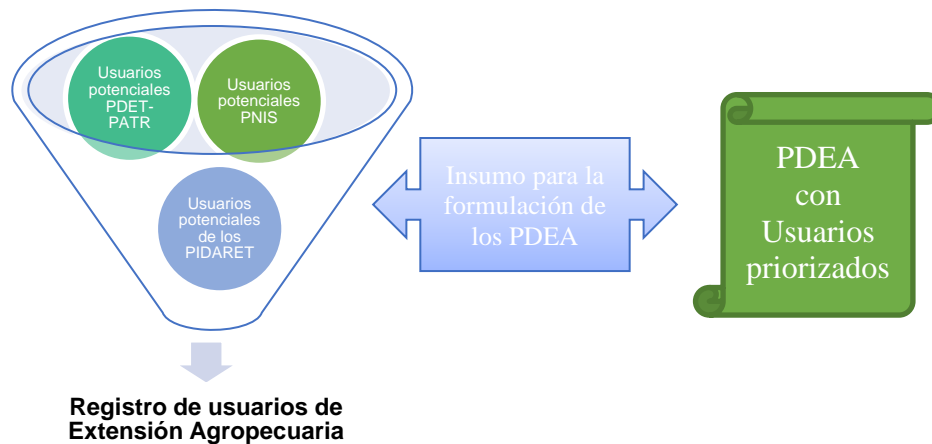 Usuarios
potenciales
PDET-
PATR
Usuarios
potenciales
PNIS
Usuarios
potenciales
de los
PIDARET
Registro de usuarios de
Extensión Agropecuaria
Insumo para la
formulación de
los PDEA
PDEA
con
Usuarios
priorizados